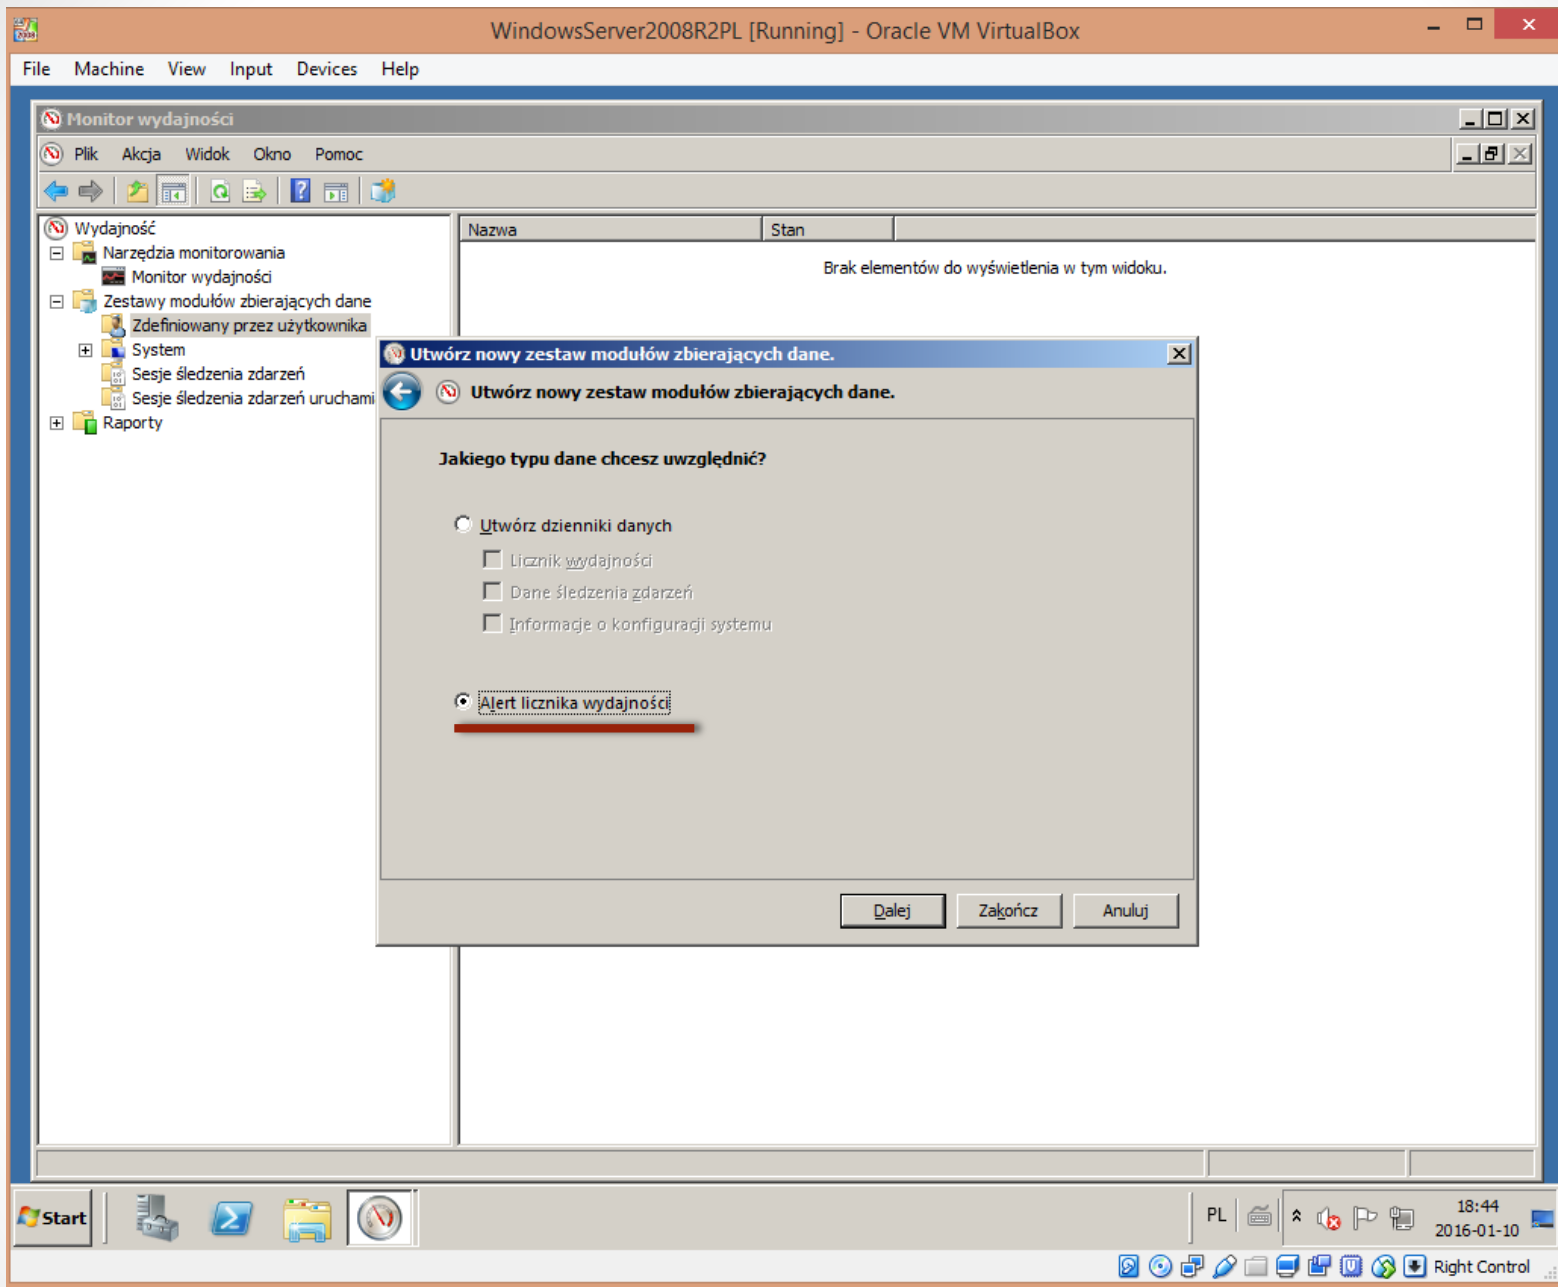 WindowsServer2008R2PL [Running] - Oracle VM VirtualBox
File Machine View Input Devices Help
Monitor wydajności
Plik Akcja Widok Okno Pomoc
Wydajność
Narzędzia monitorowania
Monitor wydajności
Zestawy modułów zbierających dane
Zdefiniowany przez użytkownika
System
Sesje śledzenia zdarzeń
Sesje śledzenia zdarzeń uruchami
Raporty
Nazwa Stan
Brak elementów do wyświetlenia w tym widoku.
Utwórz nowy zestaw modułów zbierających dane.
Utwórz nowy zestaw modułów zbierających dane.
Jakiego typu dane chcesz uwzględnić?
Utwórz dzienniki danych
Licznik wydajności
Dane śledzenia zdarzeń
Informacje o konfiguracji systemu
Alert licznika wydajności
Dalej Zakończ Anuluj
Start
PL
18:44
2016-01-10
Right Control